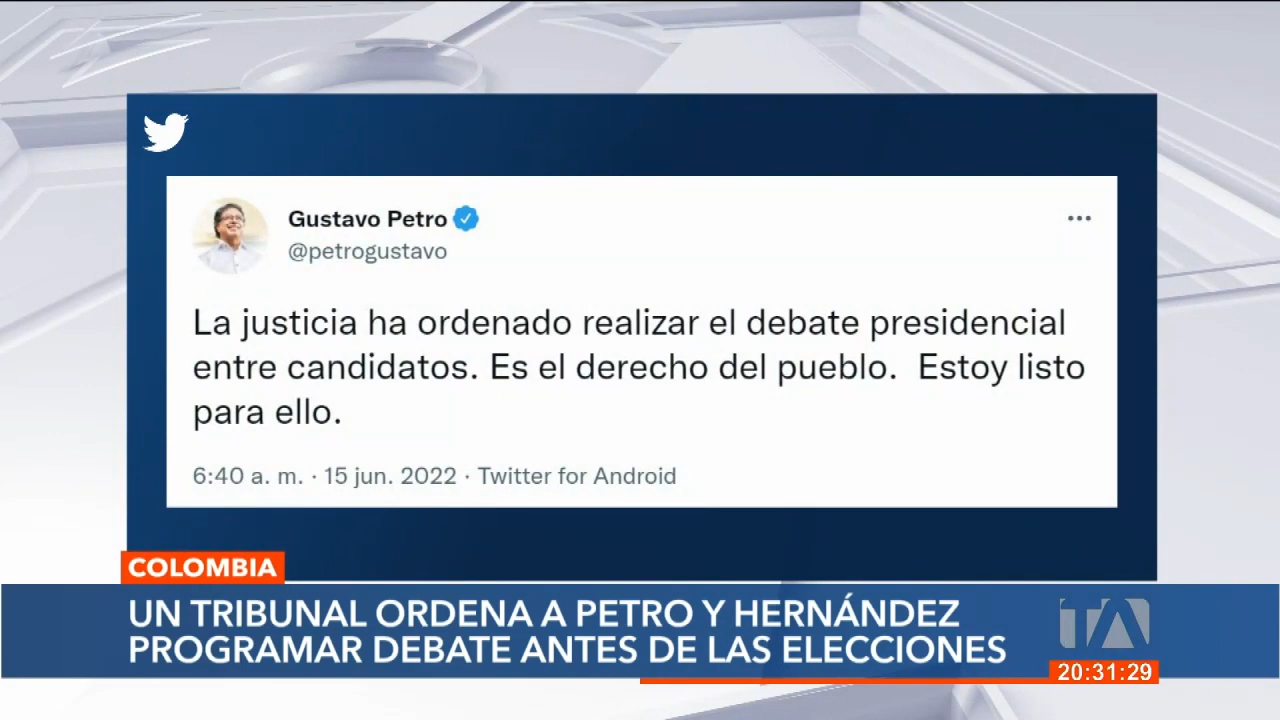 Gustavo Petro
@petrogustavo
La justicia ha ordenado realizar el debate presidencial
entre candidatos. Es el derecho del pueblo.  Estoy listo
para ello.
6:40 a. m. · 15 jun. 2022 · Twitter for Android
COLOMBIA
UN TRIBUNAL ORDENA A PETRO Y HERNÁNDEZ
PROGRAMAR DEBATE ANTES DE LAS ELECCIONES
TA
20:31:29